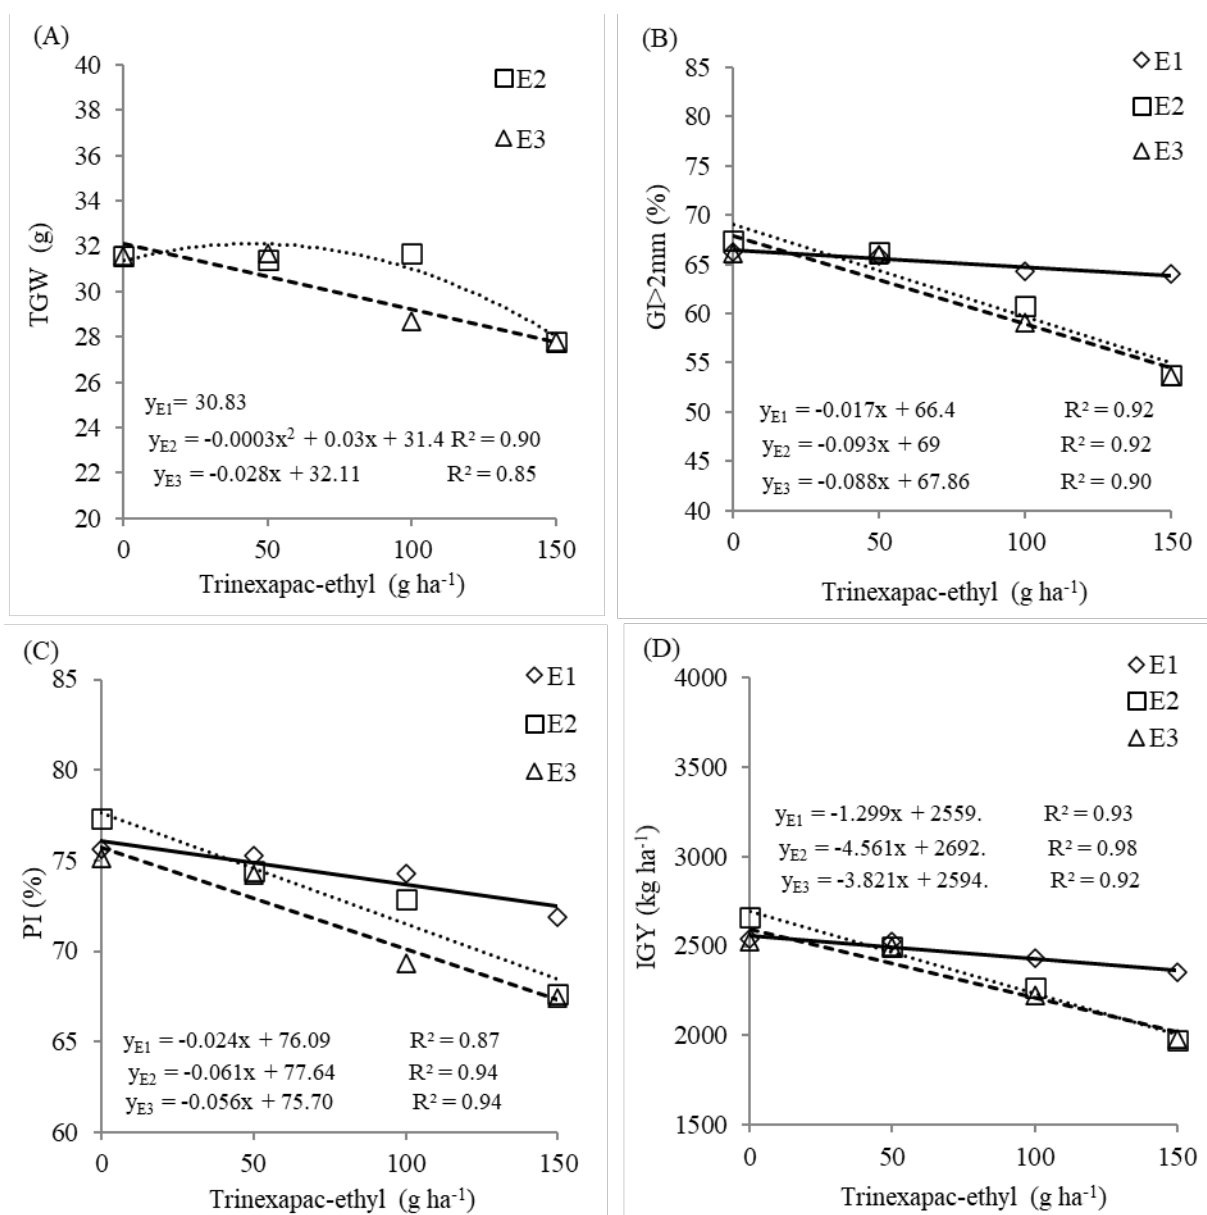 (A)
40
38
36
34
32
30
28
26
24
22
20
TGW (g)
E2
E3
yE1= 30.83
yE2 = -0.0003x² + 0.03x + 31.4 R² = 0.90
yE3 = -0.028x + 32.11 R² = 0.85
0 50 100 150
Trinexapac-ethyl (g ha⁻¹)
(B)
85
80
75
70
65
60
55
50
45
40
GI>2mm (%)
E1
E2
E3
yE1 = -0.017x + 66.4 R² = 0.92
yE2 = -0.093x + 69 R² = 0.92
yE3 = -0.088x + 67.86 R² = 0.90
0 50 100 150
Trinexapac-ethyl (g ha⁻¹)
(C)
85
80
75
70
65
60
PI (%)
E1
E2
E3
yE1 = -0.024x + 76.09 R² = 0.87
yE2 = -0.061x + 77.64 R² = 0.94
yE3 = -0.056x + 75.70 R² = 0.94
0 50 100 150
Trinexapac-ethyl (g ha⁻¹)
(D)
4000
3500
3000
2500
2000
1500
IGY (kg ha⁻¹)
E1
E2
E3
yE1 = -1.299x + 2559. R² = 0.93
yE2 = -4.561x + 2692. R² = 0.98
yE3 = -3.821x + 2594. R² = 0.92
0 50 100 150
Trinexapac-ethyl (g ha⁻¹)